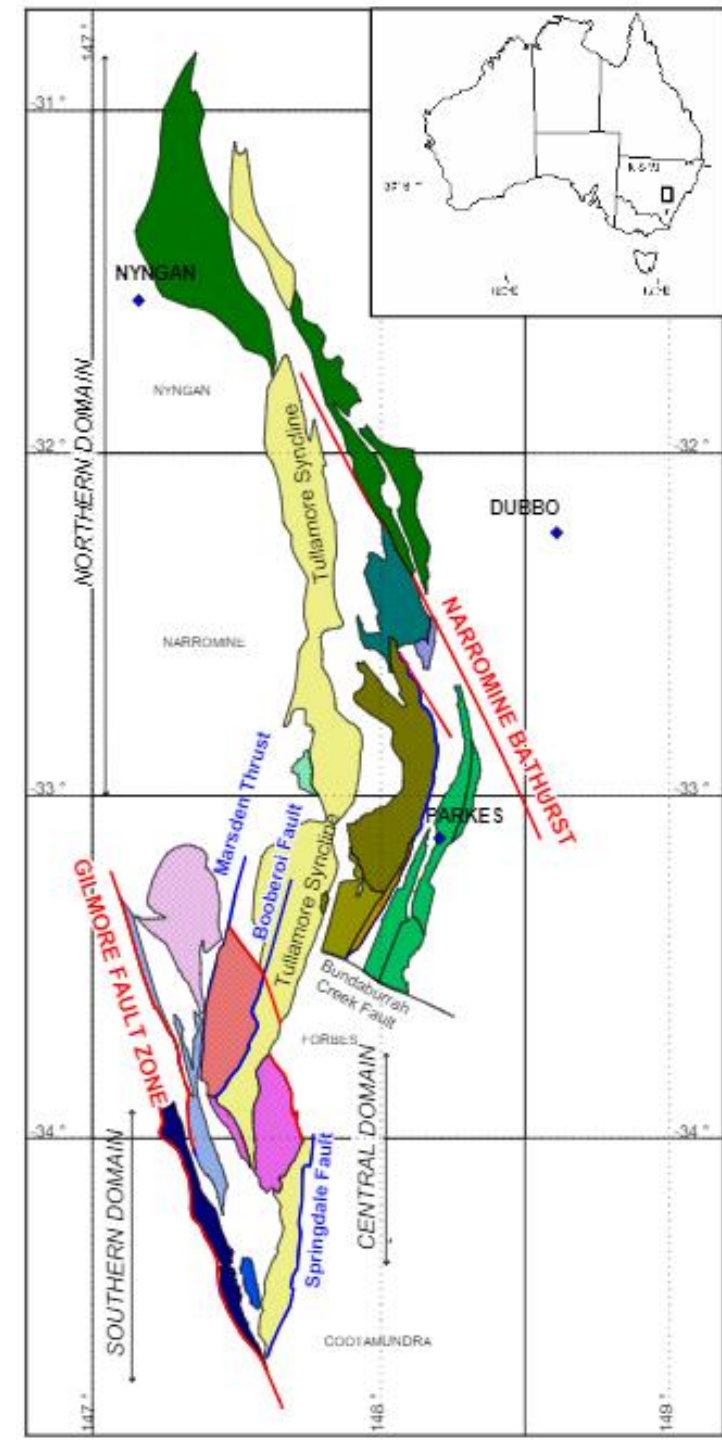 147°
-31°
NYNGAN
NYNGAN
NORTHERN DOMAIN
Tullamore Syncline
-32°
-32°
DUBBO
NARROMINE
NARROMINE BATHURST
-33°
-33°
Marsden Thrust
Booberoi Fault
PARKES
Tullamore Syncline
GILMORE FAULT ZONE
Bundaburrah
Creek Fault
FORBES
-34°
-34°
SOUTHERN DOMAIN
CENTRAL DOMAIN
Springdale Fault
COOTAMUNDRA
147°
148°
149°